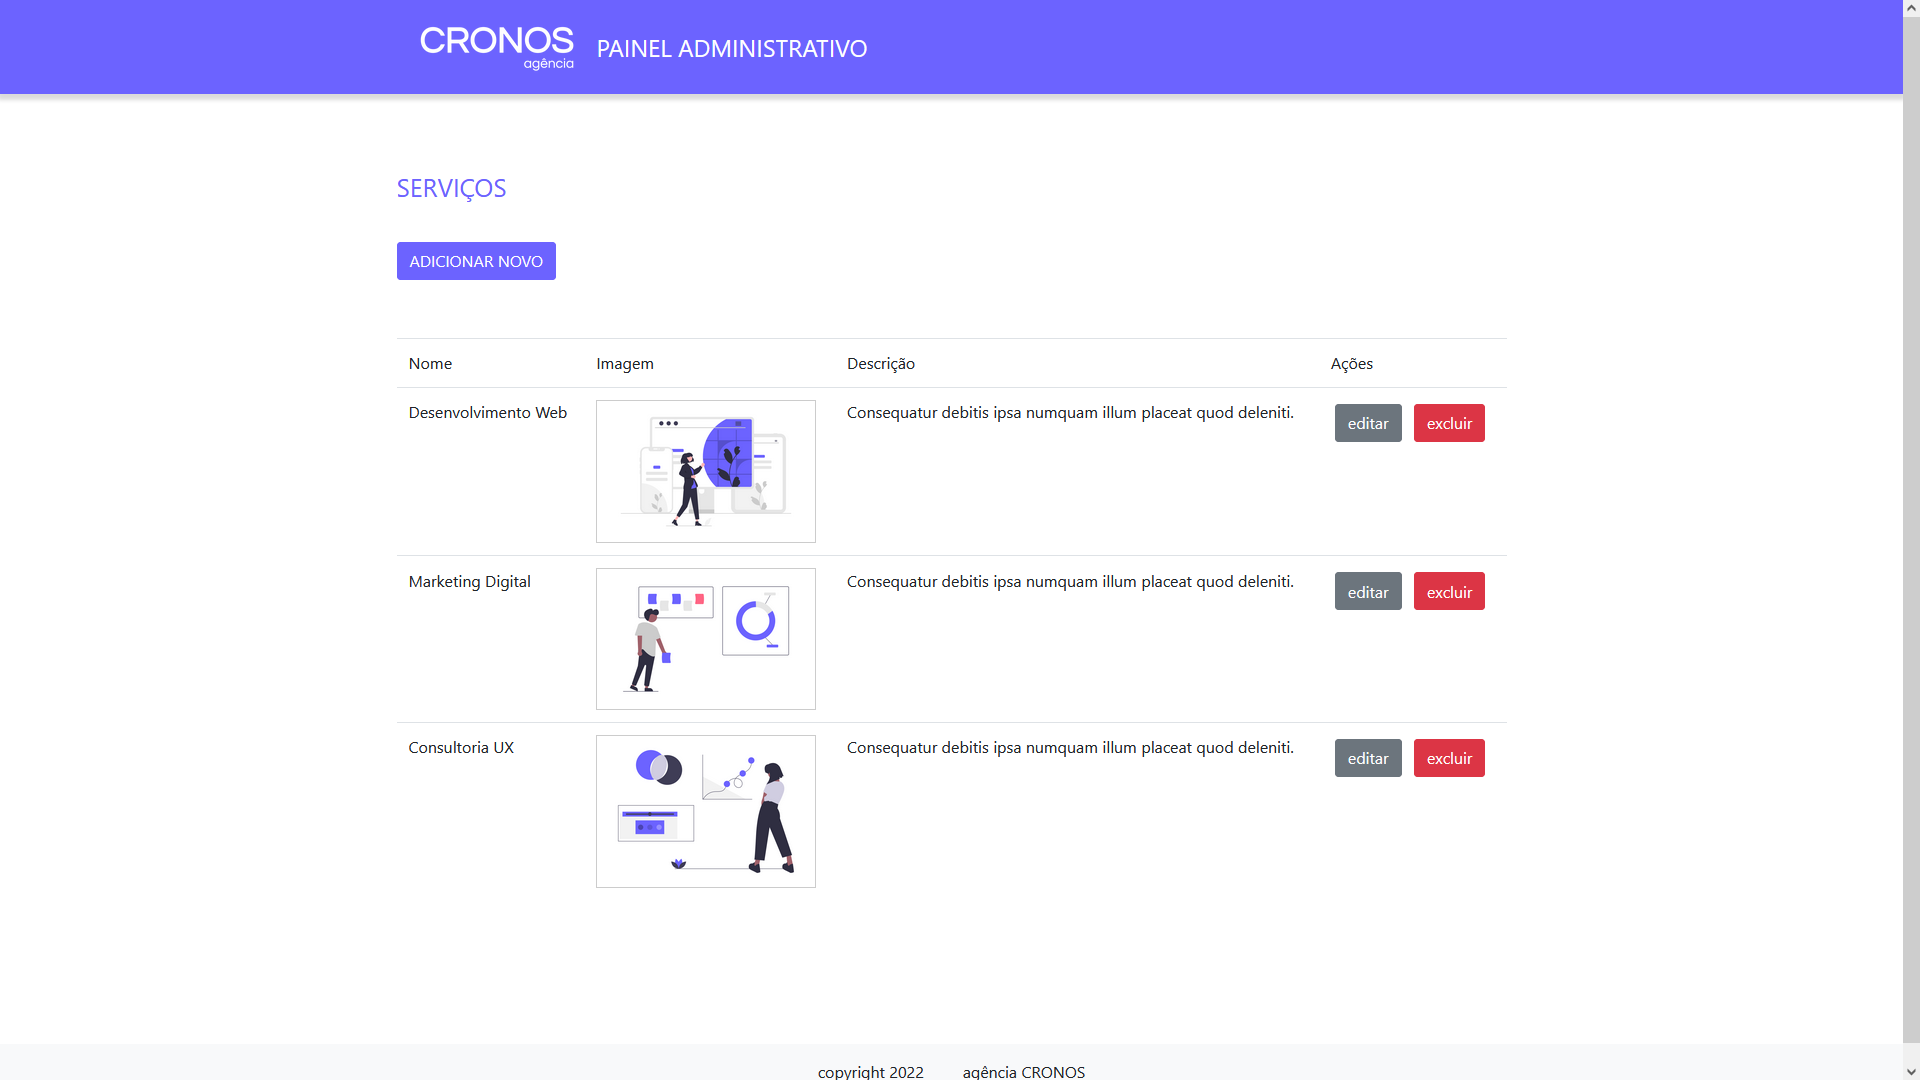 CRONOS
agência
PAINEL ADMINISTRATIVO
SERVIÇOS
ADICIONAR NOVO
Nome Imagem Descrição Ações
Desenvolvimento Web Consequatur debitis ipsa numquam illum placeat quod deleniti. editar excluir
Marketing Digital Consequatur debitis ipsa numquam illum placeat quod deleniti. editar excluir
Consultoria UX Consequatur debitis ipsa numquam illum placeat quod deleniti. editar excluir
copyright 2022 agência CRONOS